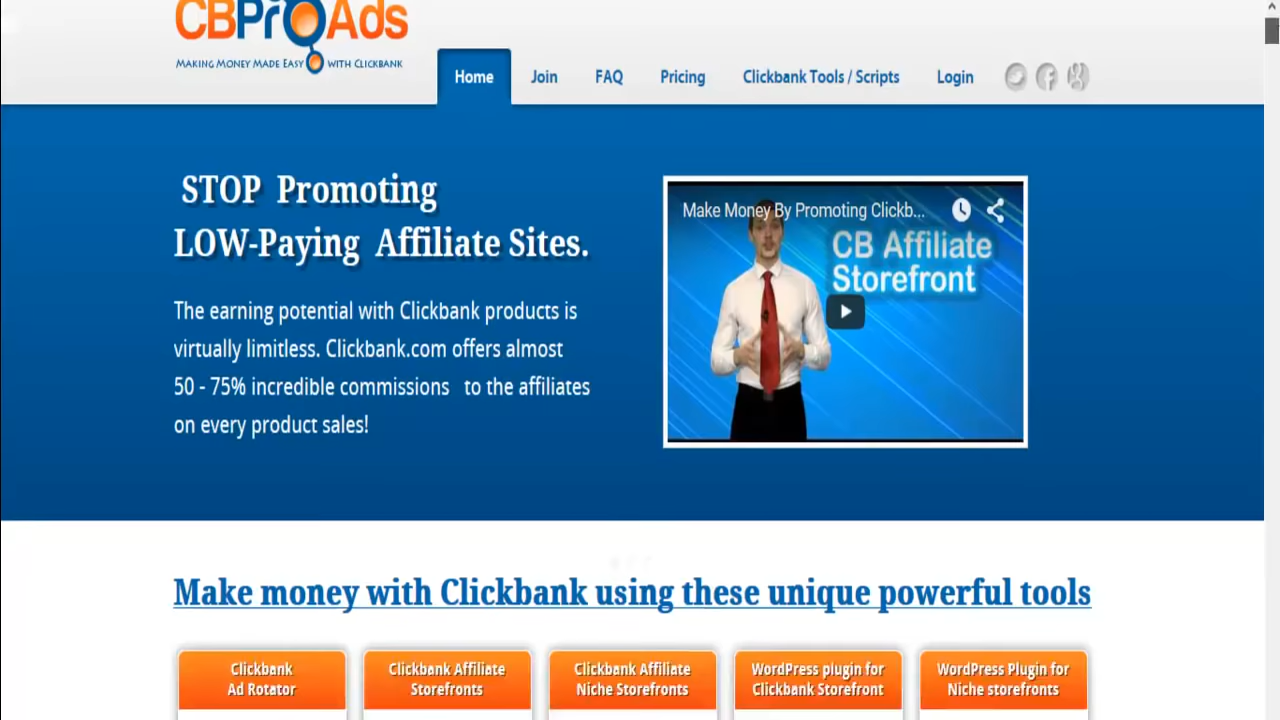 CBProAds
MAKING MONEY MADE EASY WITH CLICKBANK
Home
Join
FAQ
Pricing
Clickbank Tools / Scripts
Login
STOP Promoting
LOW-Paying Affiliate Sites.
The earning potential with Clickbank products is
virtually limitless. Clickbank.com offers almost
50 - 75% incredible commissions to the affiliates
on every product sales!
Make Money By Promoting Clickb...
CB Affiliate
Storefront
Make money with Clickbank using these unique powerful tools
Clickbank
Ad Rotator
Clickbank Affiliate
Storefronts
Clickbank Affiliate
Niche Storefronts
WordPress plugin for
Clickbank Storefront
WordPress Plugin for
Niche storefronts